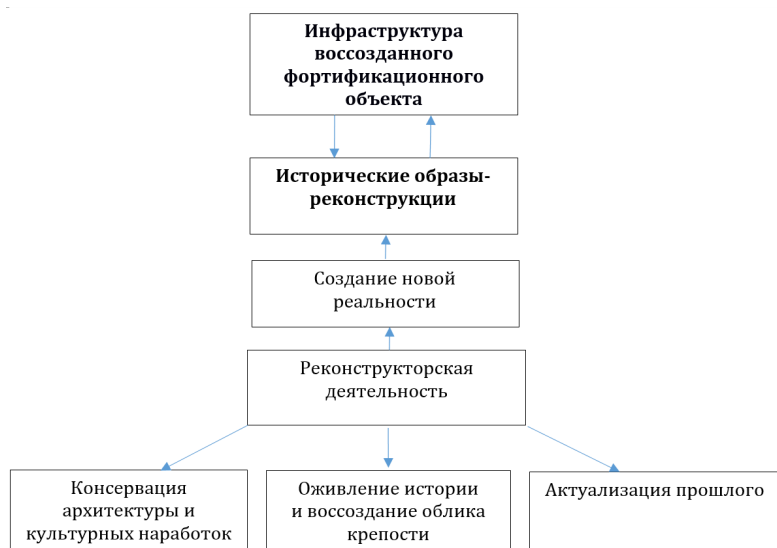 Инфраструктура
воссозданного
фортификационного
объекта
Исторические образы-
реконструкции
Создание новой
реальности
Реконструкторская
деятельность
Консервация
архитектуры и
культурных наработок
Оживление истории
и воссоздание облика
крепости
Актуализация прошлого